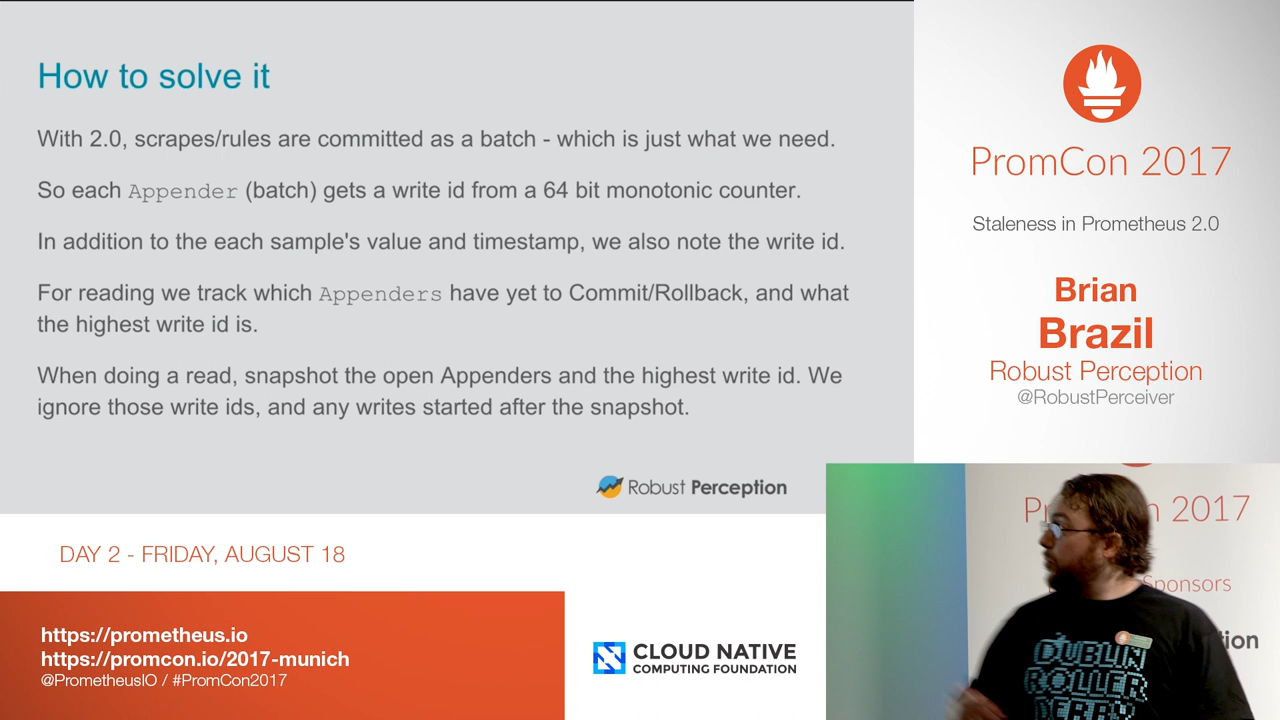 How to solve it
With 2.0, scrapes/rules are committed as a batch - which is just what we need.
So each Appender (batch) gets a write id from a 64 bit monotonic counter.
In addition to the each sample's value and timestamp, we also note the write id.
For reading we track which Appenders have yet to Commit/Rollback, and what
the highest write id is.
When doing a read, snapshot the open Appenders and the highest write id. We
ignore those write ids, and any writes started after the snapshot.
Robust Perception
PromCon 2017
Staleness in Prometheus 2.0
Brian
Brazil
Robust Perception
@RobustPerceiver
DAY 2 - FRIDAY, AUGUST 18
https://prometheus.io
https://promcon.io/2017-munich
@PrometheusIO / #PromCon2017
CLOUD NATIVE
COMPUTING FOUNDATION
2017
Sponsors
DUBLIN
ROLLER
DERBY